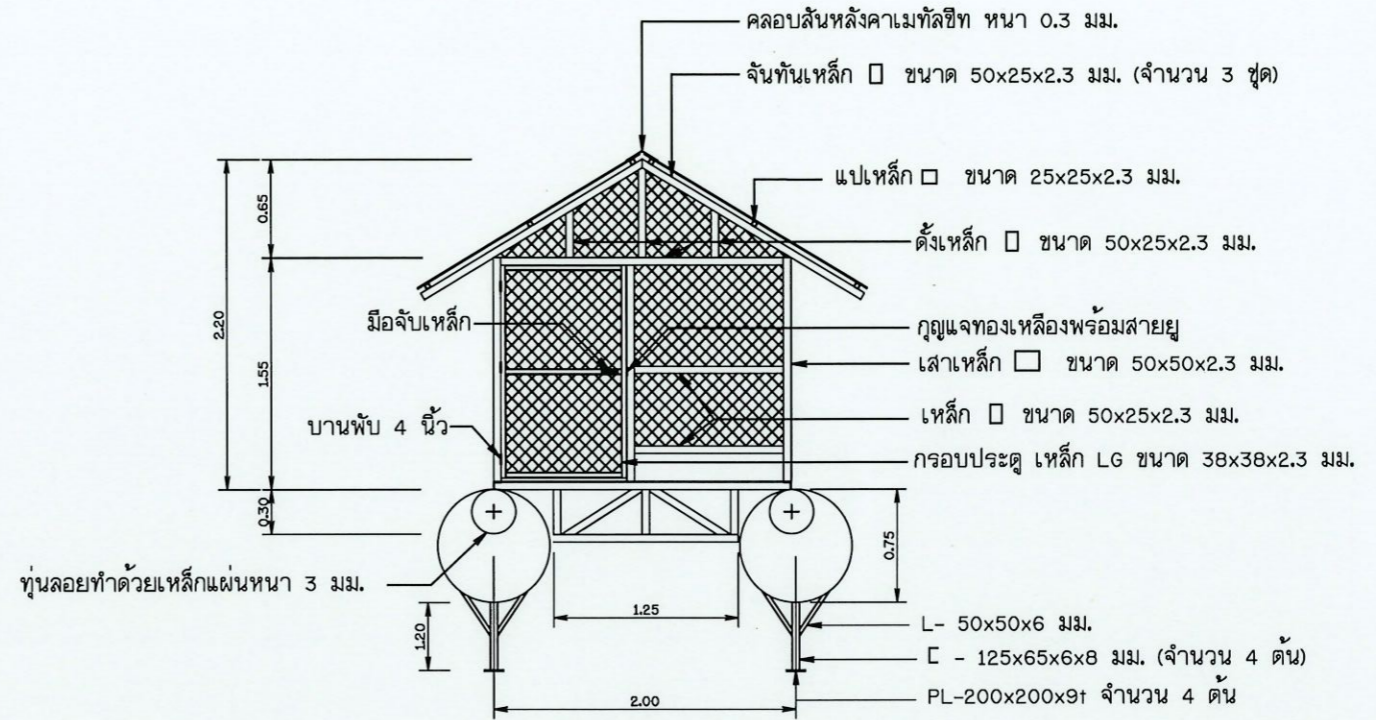 คลอบสันหลังคาเมทัลชีท หนา 0.3 มม.
จันทันเหล็ก ขนาด 50x25x2.3 มม. (จำนวน 3 ชุด)
แปเหล็ก ขนาด 25x25x2.3 มม.
ดั้งเหล็ก ขนาด 50x25x2.3 มม.
0.65
2.20
1.55
มือจับเหล็ก
กุญแจทองเหลืองพร้อมสายยู
เสาเหล็ก ขนาด 50x50x2.3 มม.
เหล็ก ขนาด 50x25x2.3 มม.
บานพับ 4 นิ้ว
กรอบประตู เหล็ก LG ขนาด 38x38x2.3 มม.
0.30
0.75
ทุ่นลอยทำด้วยเหล็กแผ่นหนา 3 มม.
1.25
1.20
L- 50x50x6 มม.
[ - 125x65x6x8 มม. (จำนวน 4 ต้น)
PL-200x200x9t จำนวน 4 ต้น
2.00